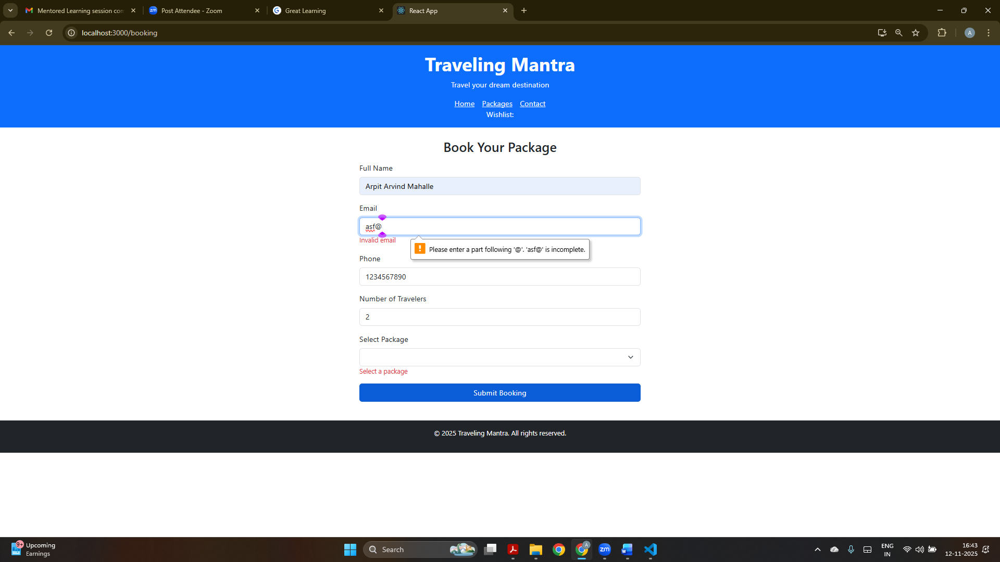 Mentored Learning session con
Post Attendee - Zoom
Great Learning
React App
localhost:3000/booking
A
Traveling Mantra
Travel your dream destination
Home Packages Contact
Wishlist:
Book Your Package
Full Name
Arpit Arvind Mahalle
Email
asf@
Invalid email
! Please enter a part following '@'. 'asf@' is incomplete.
Phone
1234567890
Number of Travelers
2
Select Package
Select a package
Submit Booking
© 2025 Traveling Mantra. All rights reserved.
9+
Upcoming
Earnings
Search
A
zm
W
ENG
IN
16:43
12-11-2025